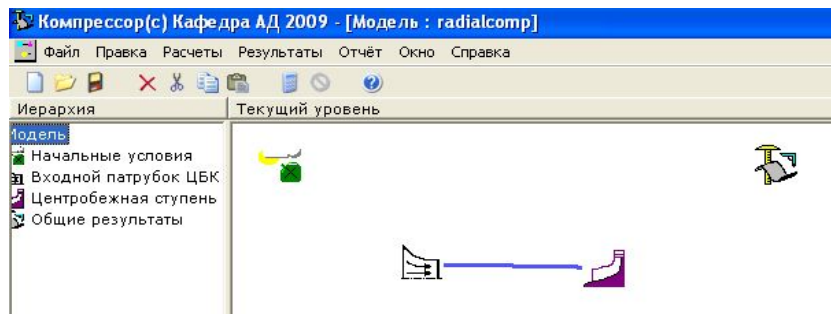 Компрессор(с) Кафедра АД 2009 - [Модель : radialcomp]
Файл Правка Расчеты Результаты Отчёт Окно Справка
Иерархия Текущий уровень
Модель
Начальные условия
Входной патрубок ЦБК
Центробежная ступень
Общие результаты